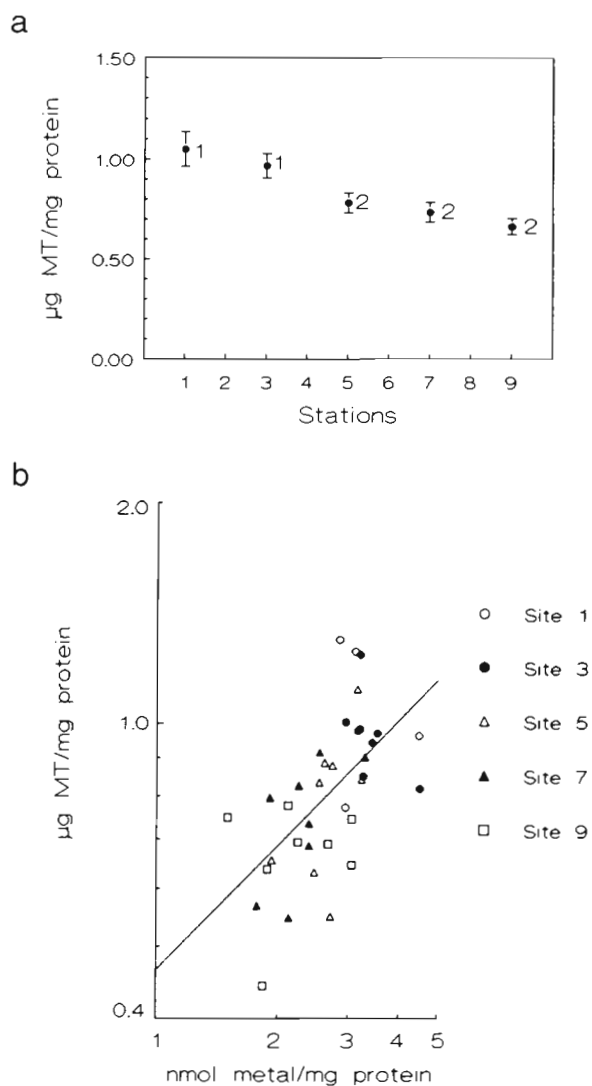 a
µg MT/mg protein
1.50
1.00
0.50
0.00
1
1
2
2
2
1 2 3 4 5 6 7 8 9
Stations
b
µg MT/mg protein
2.0
1.0
0.4
1 2 3 4 5
nmol metal/mg protein
Site 1
Site 3
Site 5
Site 7
Site 9